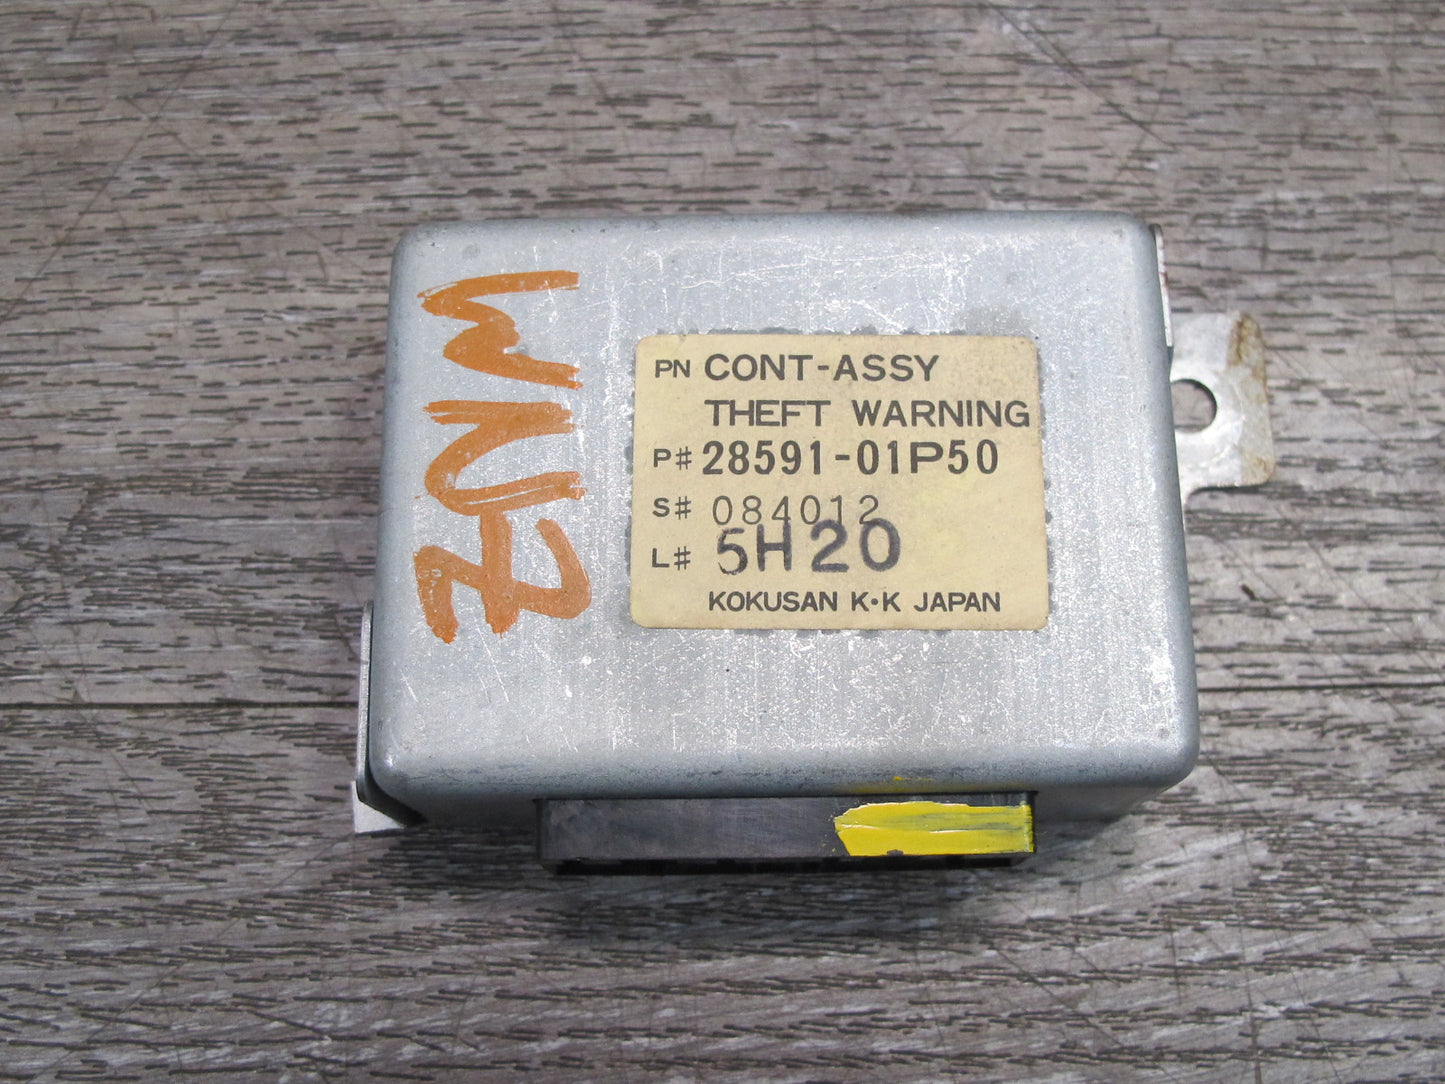 PN CONT-ASSY
THEFT WARNING
P# 28591-01P50
S# 084012
L# 5H20
KOKUSAN K·K JAPAN